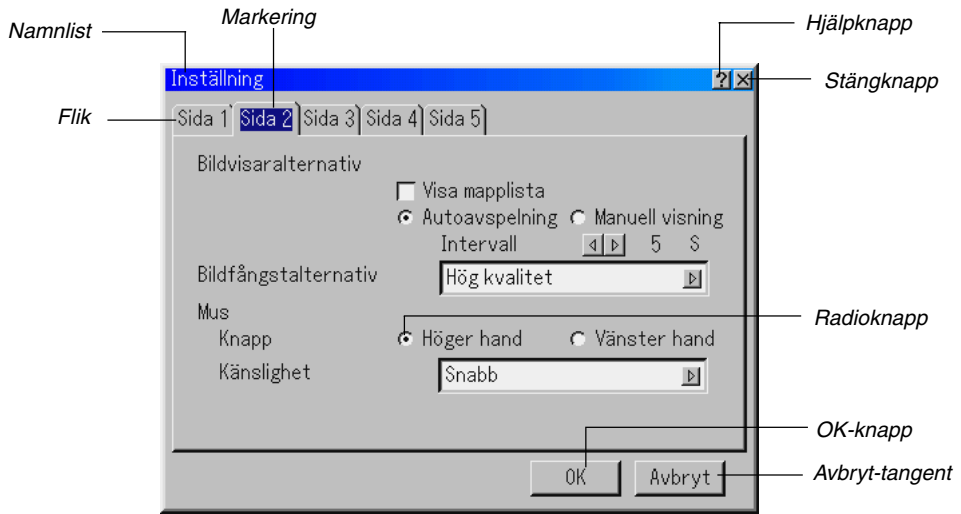 Markering
Namnlist
Hjälpknapp
Inställning
?
Stängknapp
Flik
Sida 1 Sida 2 Sida 3 Sida 4 Sida 5
Bildvisaralternativ
Visa mapplista
Autoavspelning Manuell visning
Intervall 5 S
Bildfångstalternativ Hög kvalitet
Mus
Radioknapp
Knapp Höger hand Vänster hand
Känslighet Snabb
OK-knapp
OK Avbryt
Avbryt-tangent